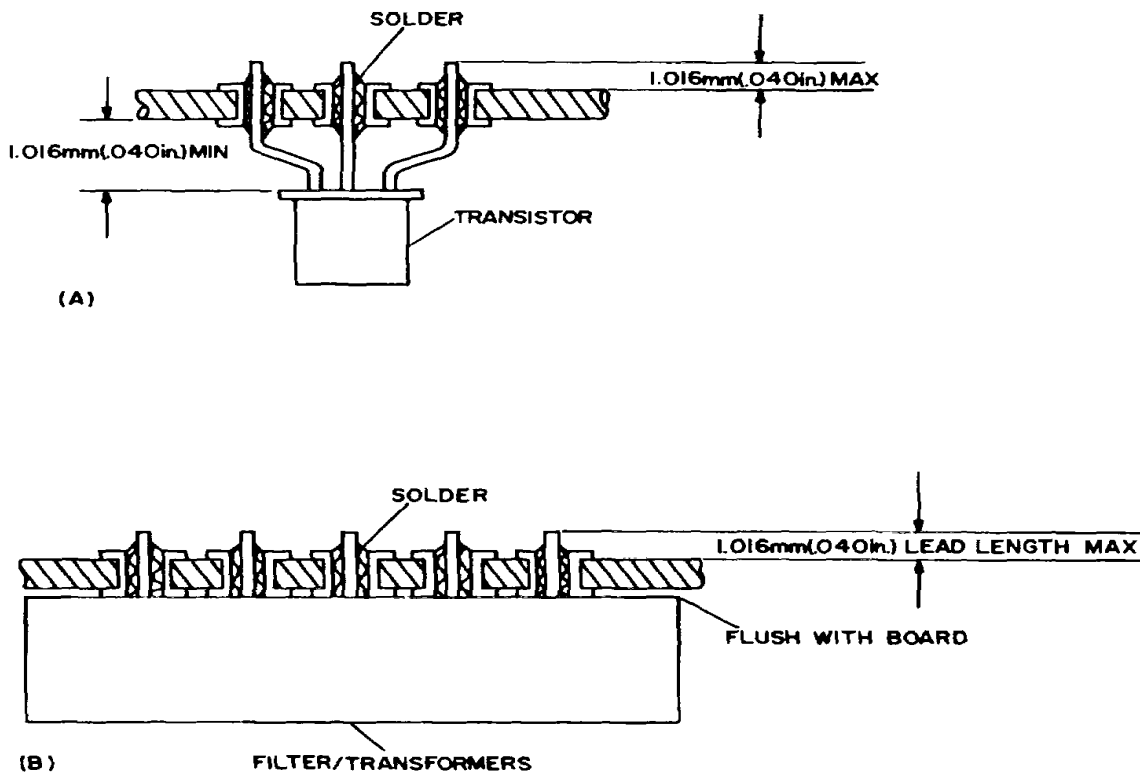 SOLDER
1.016mm(.040in.) MAX
1.016mm(.040in.) MIN
TRANSISTOR
(A)
SOLDER
1.016mm(.040in.) LEAD LENGTH MAX
FLUSH WITH BOARD
(B)
FILTER/TRANSFORMERS